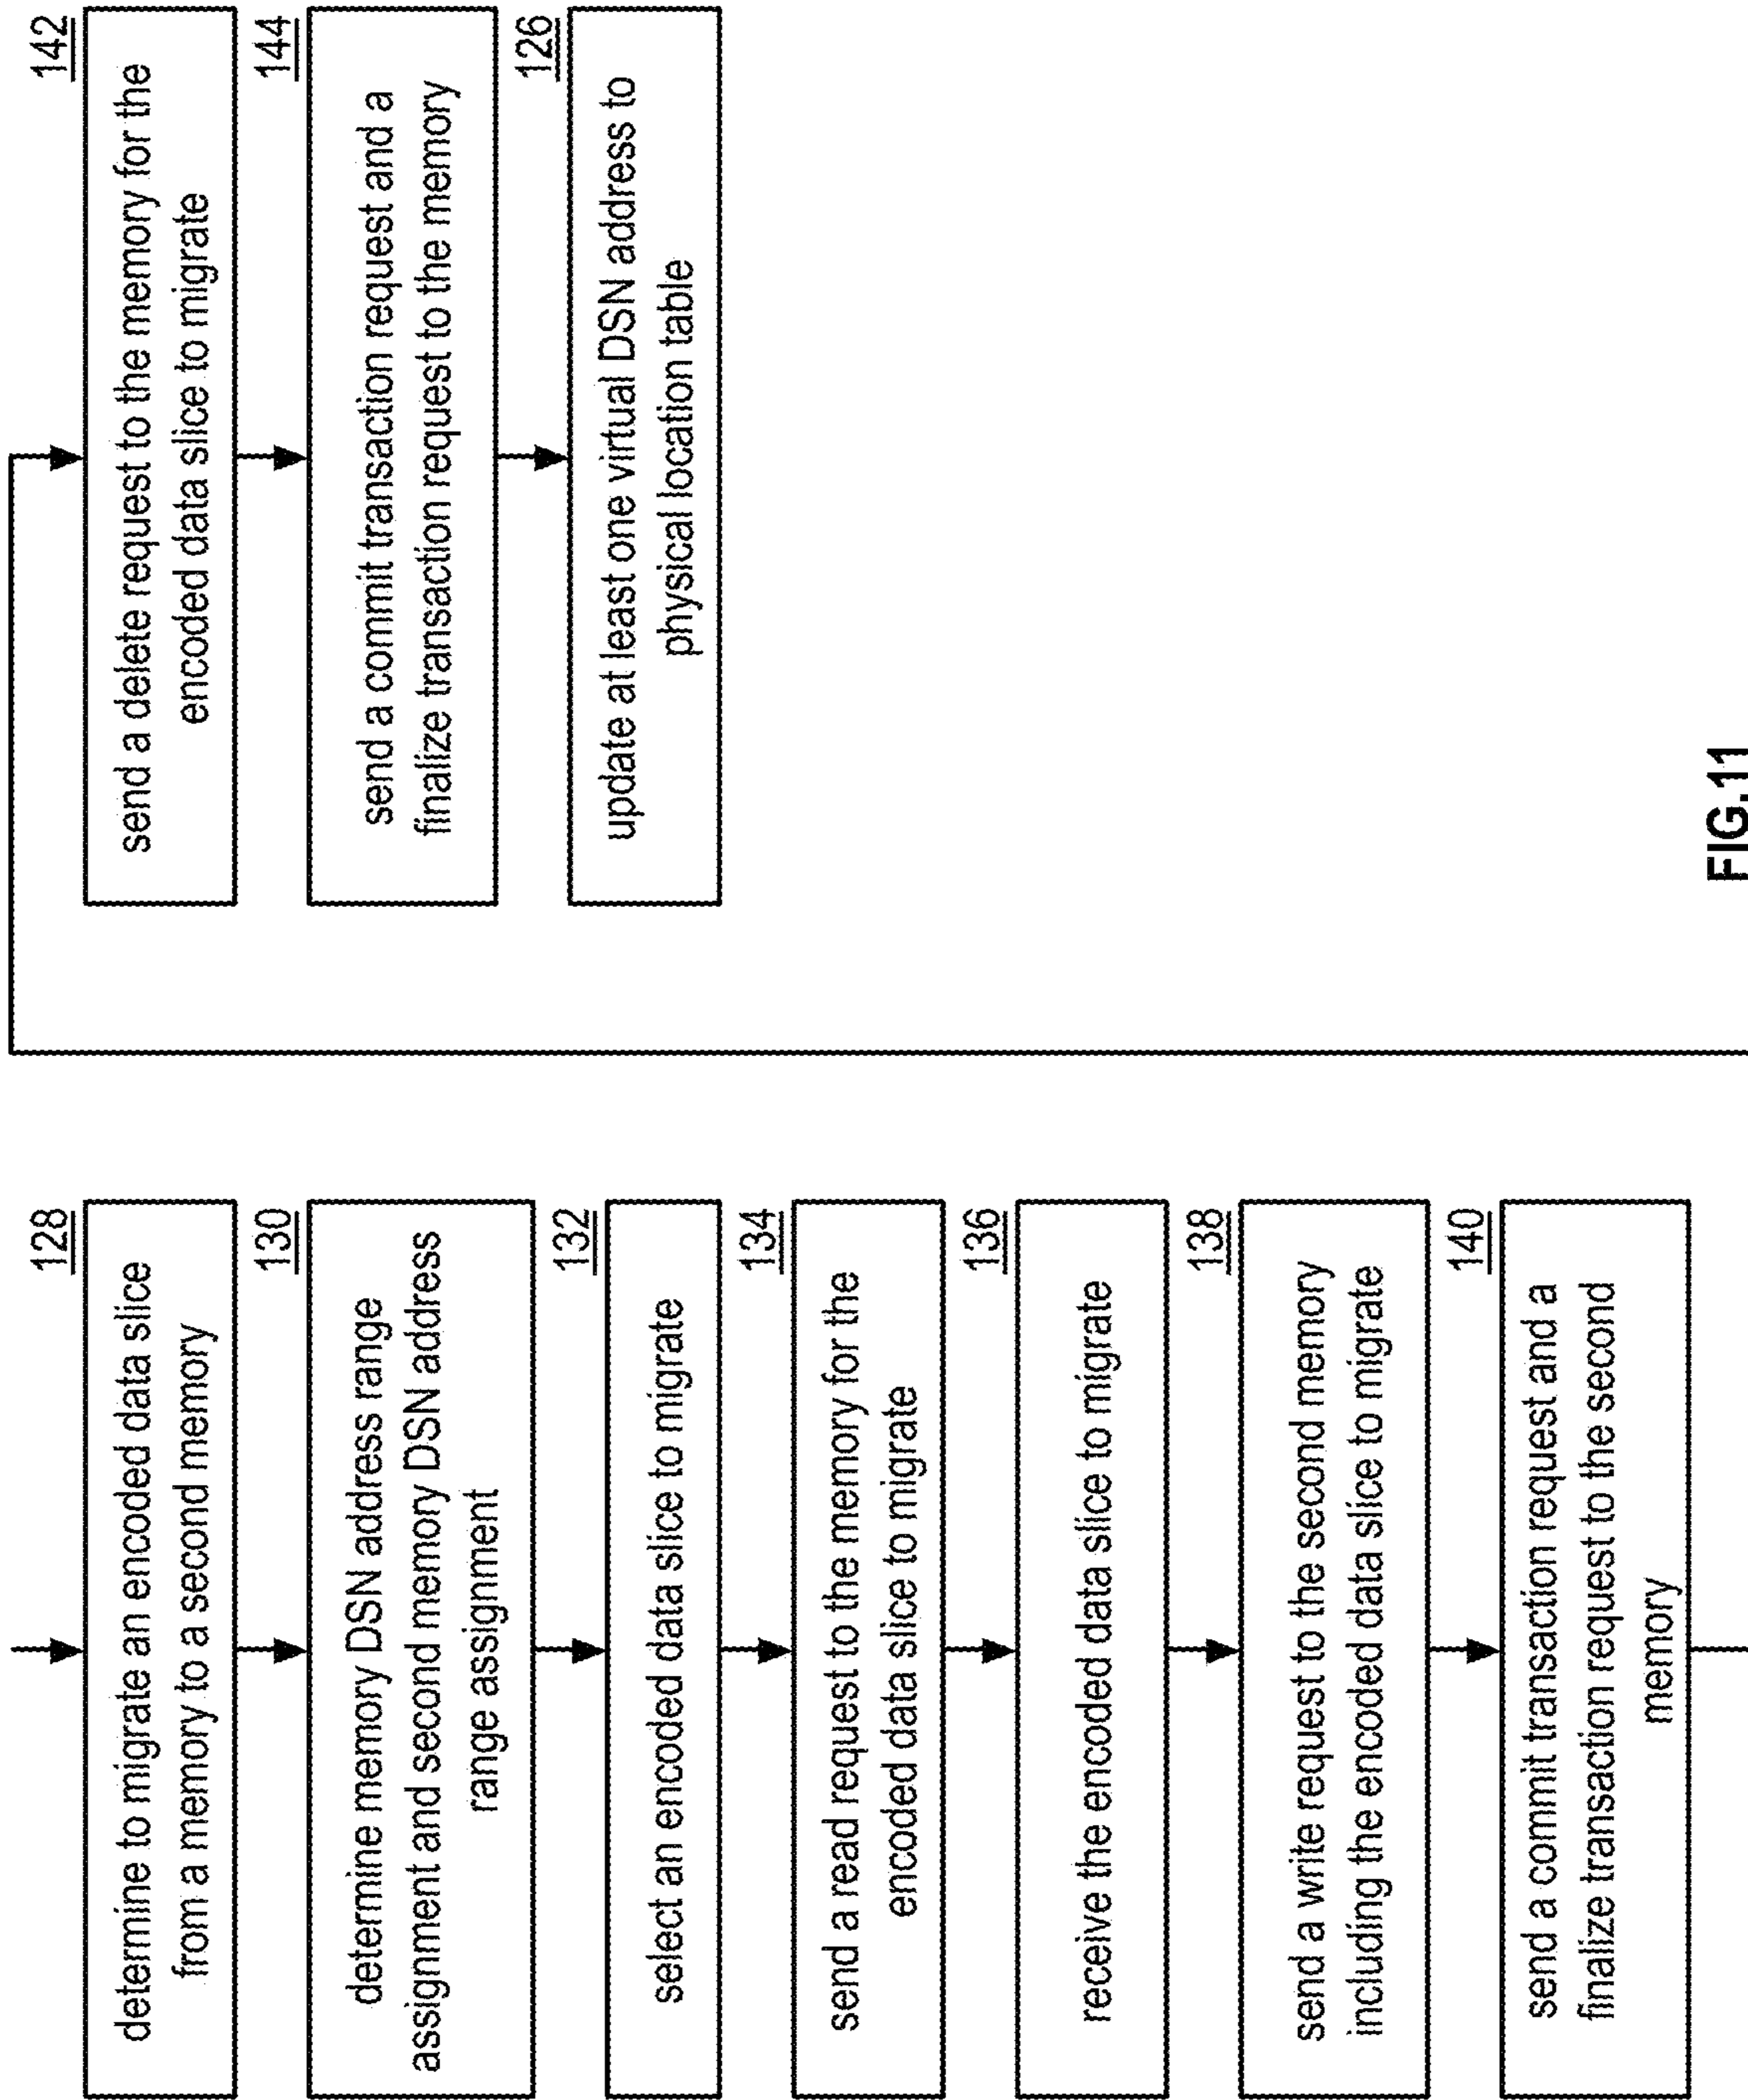 128
determine to migrate an encoded data slice
from a memory to a second memory
130
determine memory DSN address range
assignment and second memory DSN address
range assignment
132
select an encoded data slice to migrate
134
send a read request to the memory for the
encoded data slice to migrate
136
receive the encoded data slice to migrate
138
send a write request to the second memory
including the encoded data slice to migrate
140
send a commit transaction request and a
finalize transaction request to the second
memory
142
send a delete request to the memory for the
encoded data slice to migrate
144
send a commit transaction request and a
finalize transaction request to the memory
126
update at least one virtual DSN address to
physical location table
FIG.11